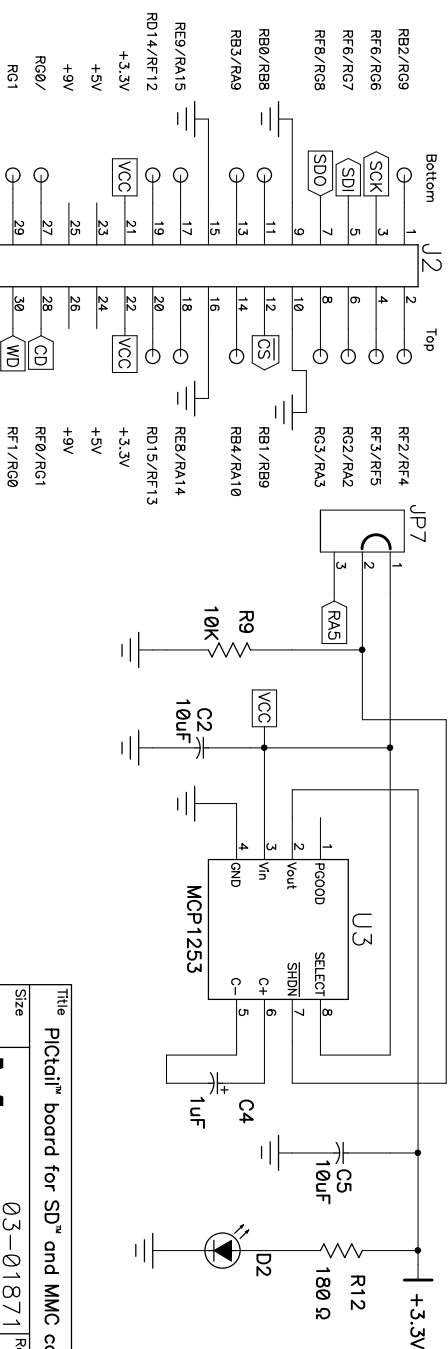 J2
Bottom
Top
RB2/RG9
1
2
RF2/RF4
RF6/RG6
SCK
3
4
RF3/RF5
RF6/RG7
SDI
5
6
RG2/RA2
RF8/RG8
SDO
7
8
RG3/RA3
9
10
RB0/RB8
11
12
CS
RB1/RB9
RB3/RA9
13
14
RB4/RA10
15
16
RE9/RA15
17
18
RE8/RA14
RD14/RF12
19
20
RD15/RF13
+3.3V
VCC
21
22
VCC
+3.3V
+5V
23
24
+5V
+9V
25
26
+9V
RG0/
27
28
CD
RF0/RG1
RG1
29
30
WD
RF1/RG0
JP7
1
2
3
RA5
R9
10K
VCC
C2
10uF
U3
1
PGOOD
2
Vout
3
Vin
4
GND
SELECT
8
SHDN
7
C+
6
C-
5
MCP1253
C4
+
1uF
C5
10uF
D2
R12
180 Ω
+3.3V
Title
PICtail™ board for SD™ and MMC
Size
03-01871